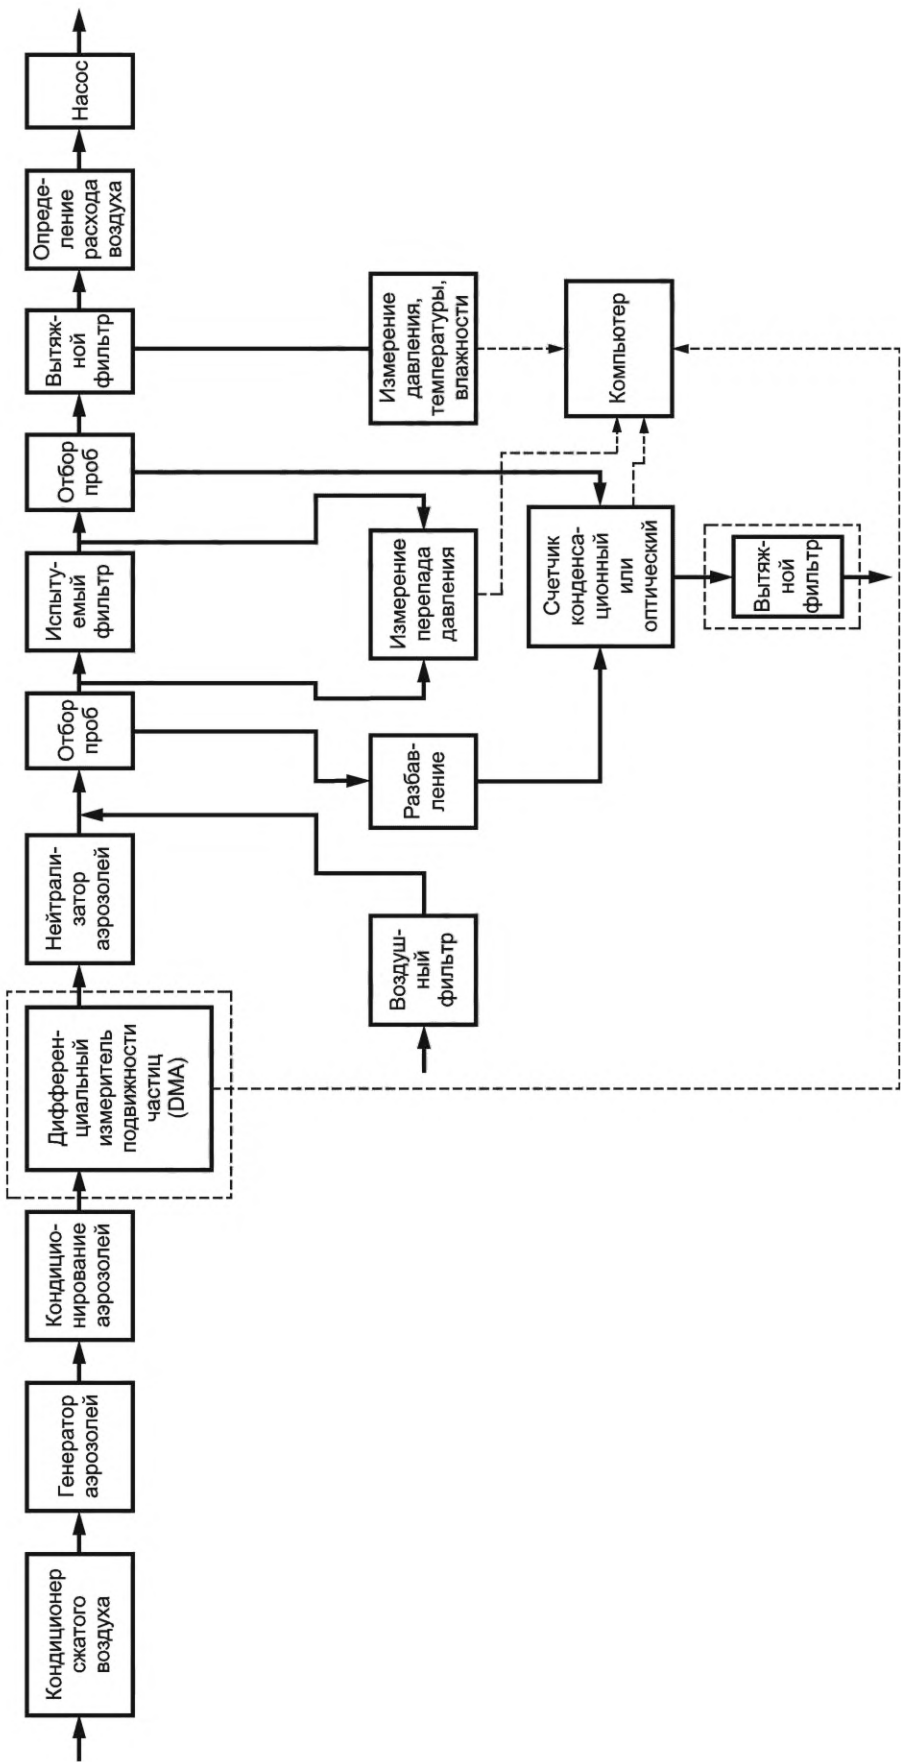 Кондиционер
сжатого
воздуха
Генератор
аэрозолей
Кондицио-
нирование
аэрозолей
Дифферен-
циальный
измеритель
подвижности
частиц
(DMA)
Нейтрали-
затор
аэрозолей
Отбор
проб
Испыту-
емый
фильтр
Отбор
проб
Вытяж-
ной
фильтр
Опреде-
ление
расхода
воздуха
Насос
Воздуш-
ный
фильтр
Разбав-
ление
Измерение
перепада
давления
Измерение
давления,
температуры,
влажности
Счетчик
конденса-
ционный
или
оптический
Компьютер
Вытяж-
ной
фильтр